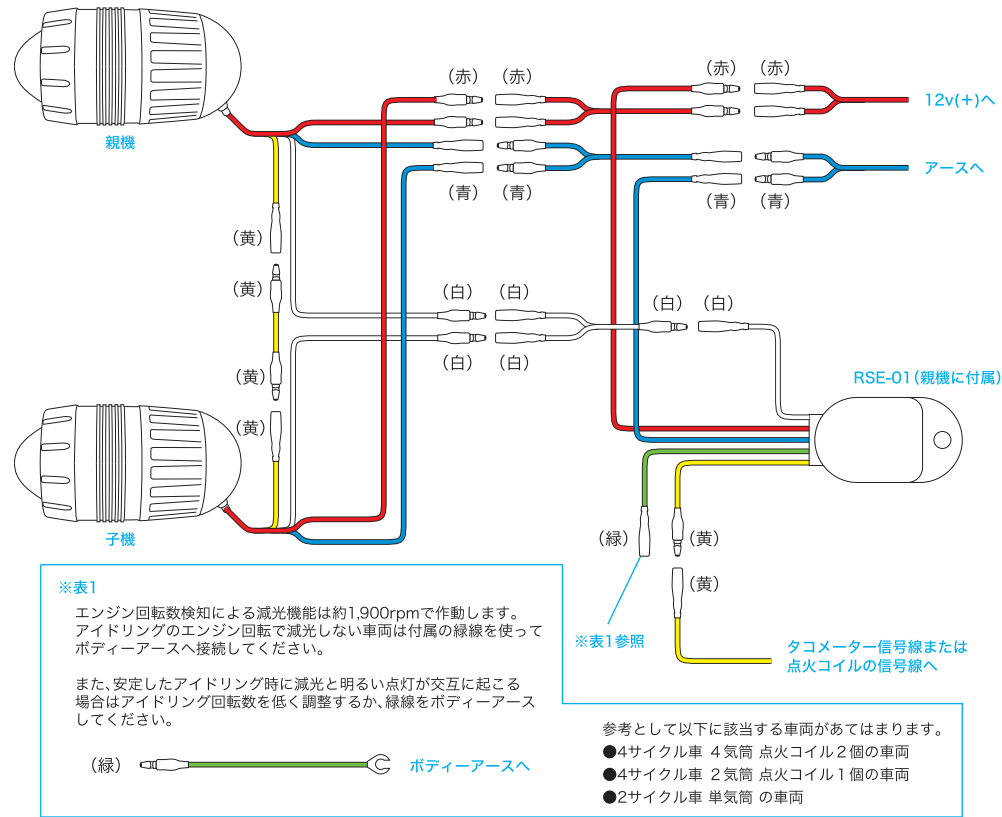 （赤）
（赤）
（赤）
（赤）
12v(+)へ
親機
アースへ
（青）
（青）
（青）
（青）
（黄）
（黄）
（白）
（白）
（白）
（白）
（白）
（白）
（黄）
RSE-01（親機に付属）
（黄）
子機
（緑）
（黄）
（黄）
※表1参照
タコメーター信号線または
点火コイルの信号線へ
※表1
エンジン回転数検知による減光機能は約1,900rpmで作動します。
アイドリングのエンジン回転で減光しない車両は付属の緑線を使って
ボディーアースへ接続してください。
また、安定したアイドリング時に減光と明るい点灯が交互に起こる
場合はアイドリング回転数を低く調整するか、緑線をボディーアース
してください。
（緑）
ボディーアースへ
参考として以下に該当する車両があてはまります。
●4サイクル車 ４気筒 点火コイル２個の車両
●4サイクル車 ２気筒 点火コイル１個の車両
●2サイクル車 単気筒 の車両